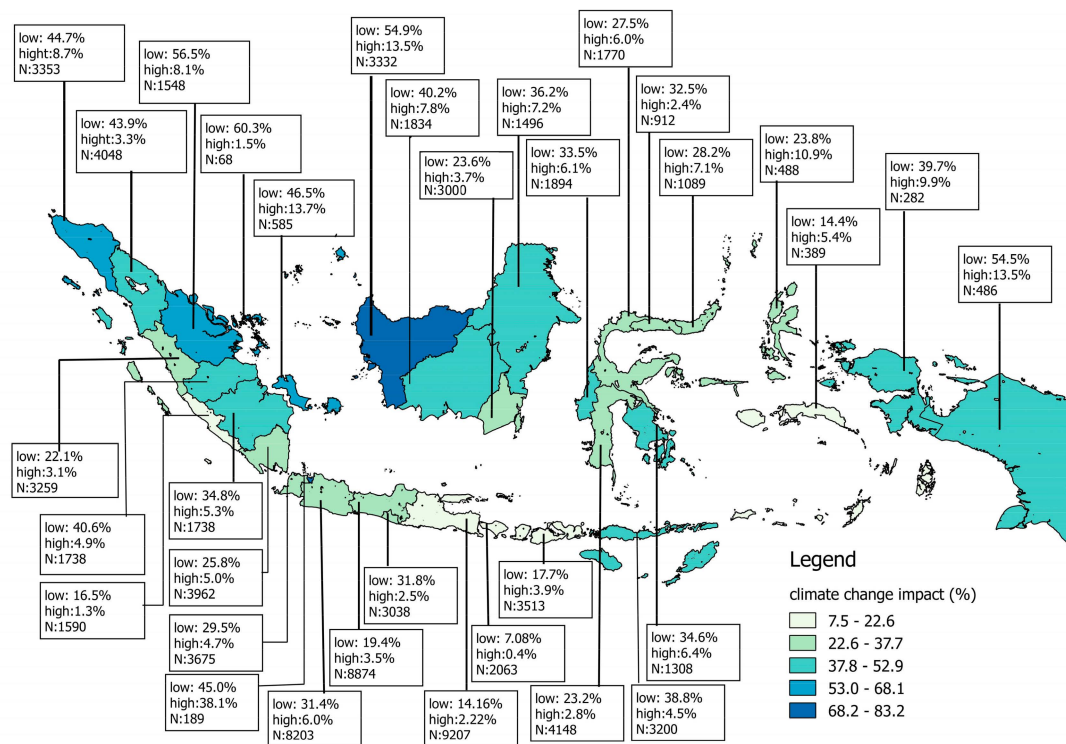 low: 44.7%
hight:8.7%
N:3353
low: 56.5%
high:8.1%
N:1548
low: 54.9%
high:13.5%
N:3332
low: 27.5%
high:6.0%
N:1770
low: 43.9%
hight:3.3%
N:4048
low: 60.3%
high:1.5%
N:68
low: 40.2%
high:7.8%
N:1834
low: 36.2%
high:7.2%
N:1496
low: 32.5%
high:2.4%
N:912
low: 23.8%
high:10.9%
N:488
low: 46.5%
high:13.7%
N:585
low: 23.6%
high:3.7%
N:3000
low: 33.5%
high:6.1%
N:1894
low: 28.2%
high:7.1%
N:1089
low: 39.7%
high:9.9%
N:282
low: 14.4%
high:5.4%
N:389
low: 54.5%
high:13.5%
N:486
low: 22.1%
high:3.1%
N:3259
low: 34.8%
high:5.3%
N:1738
low: 40.6%
high:4.9%
N:1738
low: 25.8%
high:5.0%
N:3962
low: 16.5%
high:1.3%
N:1590
low: 29.5%
high:4.7%
N:3675
low: 45.0%
high:38.1%
N:189
low: 31.4%
high:6.0%
N:8203
low: 19.4%
high:3.5%
N:8874
low: 31.8%
high:2.5%
N:3038
low: 14.16%
high:2.22%
N:9207
low: 7.08%
high:0.4%
N:2063
low: 17.7%
high:3.9%
N:3513
low: 23.2%
high:2.8%
N:4148
low: 34.6%
high:6.4%
N:1308
low: 38.8%
high:4.5%
N:3200
Legend
climate change impact (%)
7.5 - 22.6
22.6 - 37.7
37.8 - 52.9
53.0 - 68.1
68.2 - 83.2